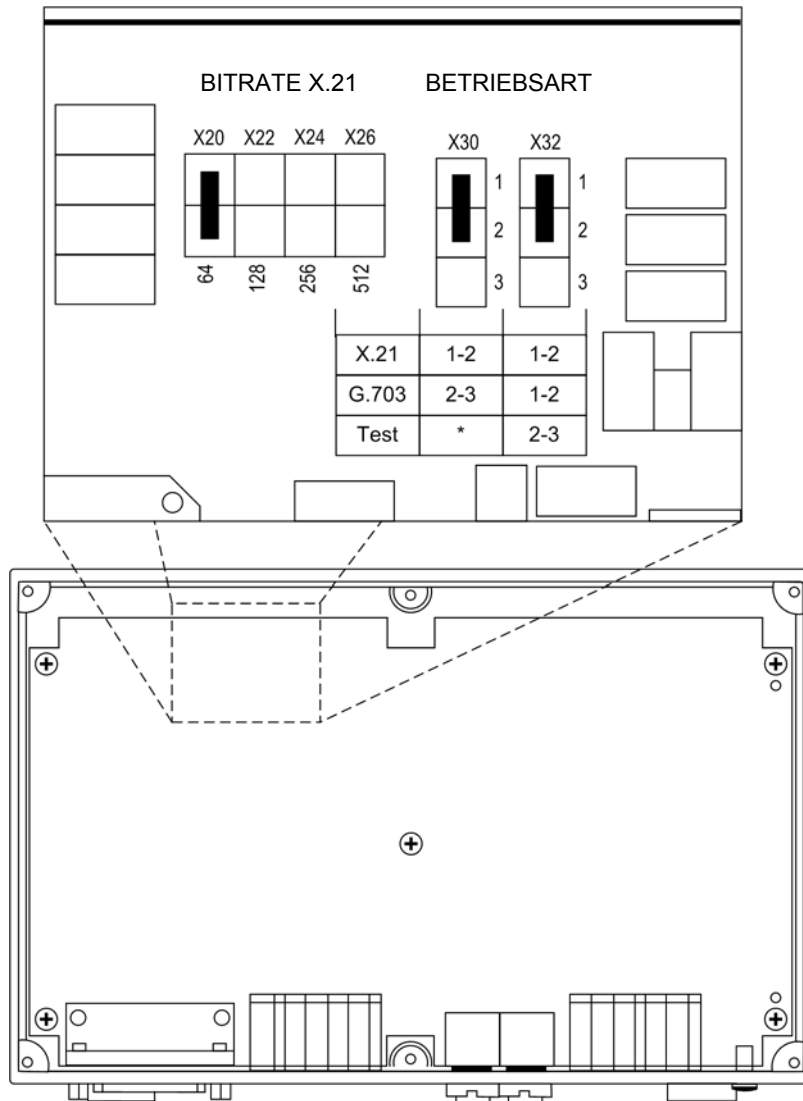 BITRATE X.21 BETRIEBSART
X20 X22 X24 X26 X30 X32
1 1
2 2
64 128 256 512 3 3
X.21 1-2 1-2
G.703 2-3 1-2
Test * 2-3